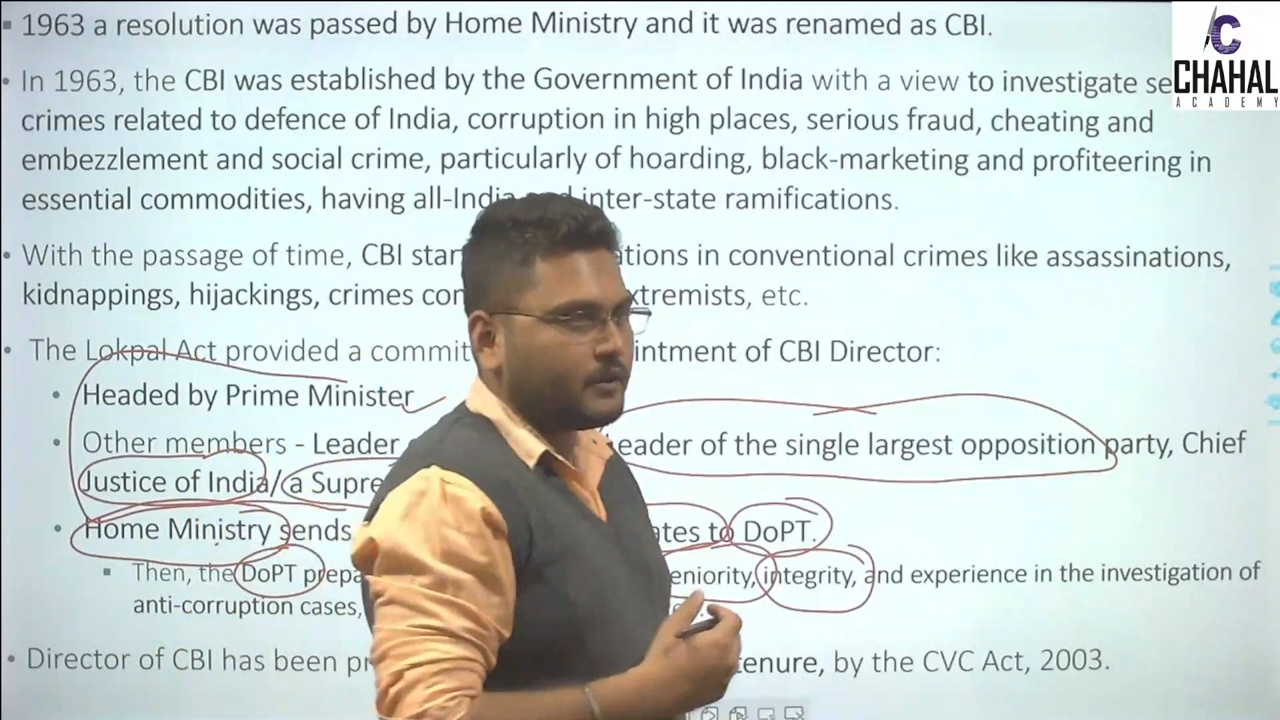 1963 a resolution was passed by Home Ministry and it was renamed as CBI.
C
CHAHAL
ACADEMY
In 1963, the CBI was established by the Government of India with a view to investigate se
crimes related to defence of India, corruption in high places, serious fraud, cheating and
embezzlement and social crime, particularly of hoarding, black-marketing and profiteering in
essential commodities, having all-India and inter-state ramifications.
With the passage of time, CBI star ations in conventional crimes like assassinations,
kidnappings, hijackings, crimes con xtremists, etc.
The Lokpal Act provided a commit intment of CBI Director:
Headed by Prime Minister
Other members - Leader eader of the single largest opposition party, Chief
Justice of India/a Supre
Home Ministry sends ates to DoPT.
Then, the DoPT prepa eniority, integrity, and experience in the investigation of
anti-corruption cases,
Director of CBI has been pr tenure, by the CVC Act, 2003.